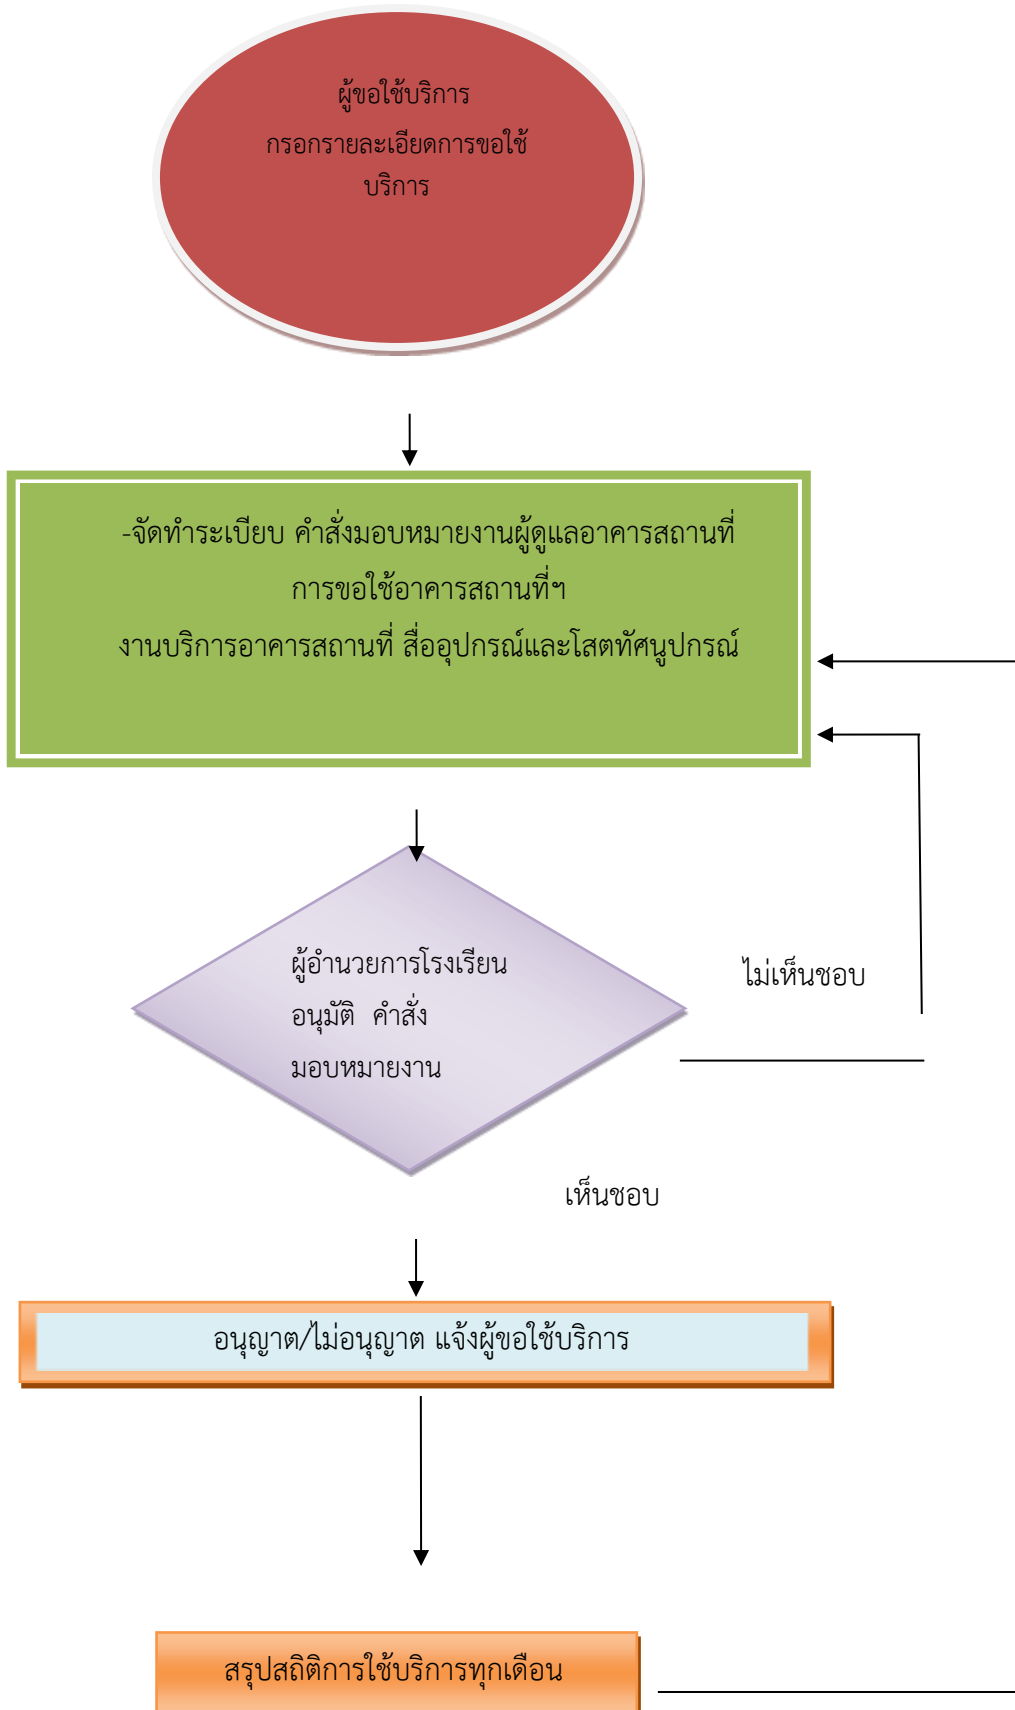 ผู้ขอใช้บริการ
กรอกรายละเอียดการขอใช้
บริการ
-จัดทำระเบียบ คำสั่งมอบหมายงานผู้ดูแลอาคารสถานที่
การขอใช้อาคารสถานที่ฯ
งานบริการอาคารสถานที่ สื่ออุปกรณ์และโสตทัศนูปกรณ์
ผู้อำนวยการโรงเรียน
อนุมัติ คำสั่ง
มอบหมายงาน
ไม่เห็นชอบ
เห็นชอบ
อนุญาต/ไม่อนุญาต แจ้งผู้ขอใช้บริการ
สรุปสถิติการใช้บริการทุกเดือน